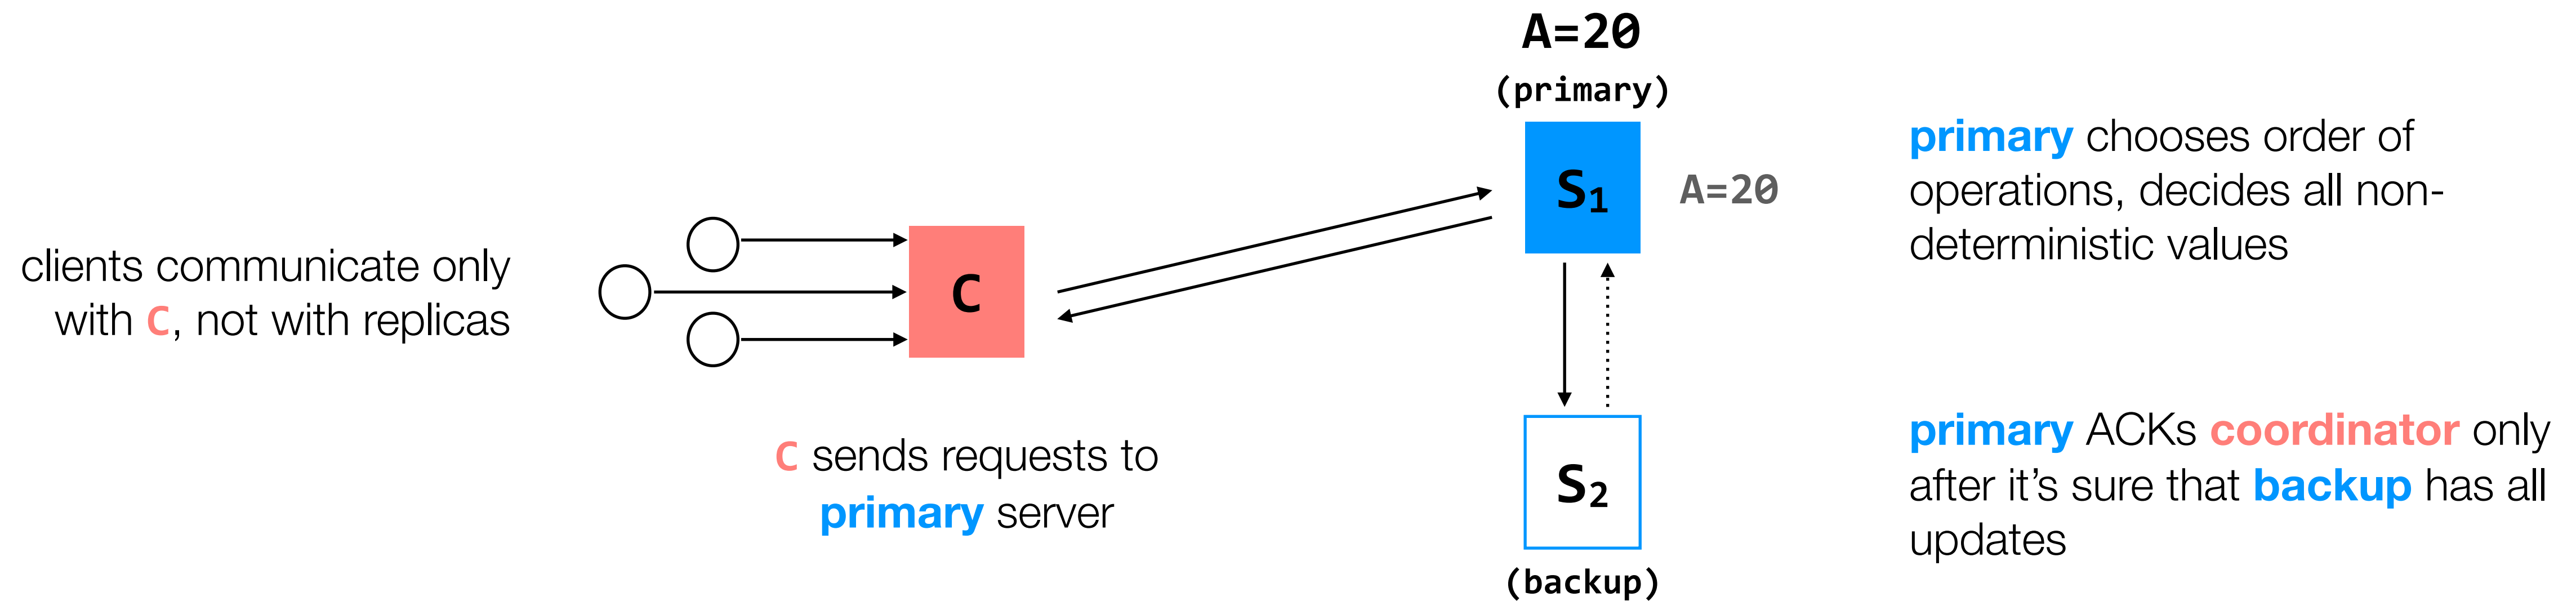 clients communicate only
with C, not with replicas
C
C sends requests to
primary server
A=20
(primary)
S1
A=20
S2
(backup)
primary chooses order of
operations, decides all non-
deterministic values
primary ACKs coordinator only
after it’s sure that backup has all
updates